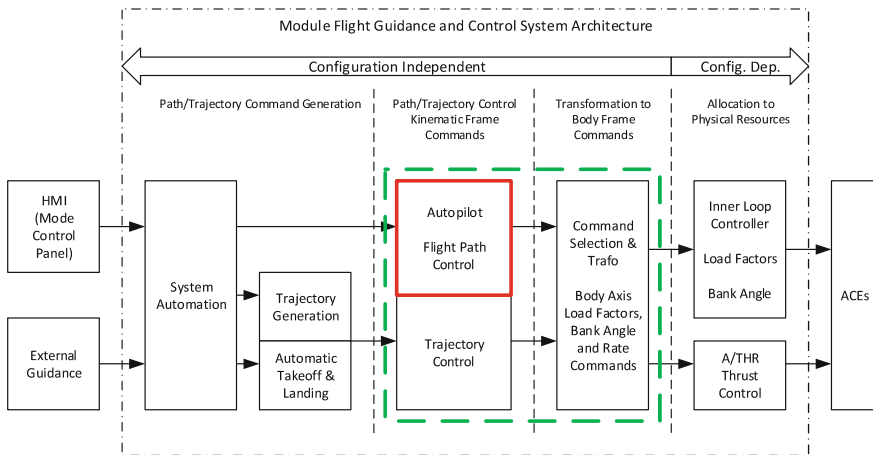 Module Flight Guidance and Control System Architecture
Configuration Independent
Config. Dep.
Path/Trajectory Command Generation
Path/Trajectory Control
Kinematic Frame
Commands
Transformation to
Body Frame
Commands
Allocation to
Physical Resources
HMI
(Mode
Control
Panel)
External
Guidance
System
Automation
Trajectory
Generation
Automatic
Takeoff &
Landing
Autopilot
Flight Path
Control
Trajectory
Control
Command
Selection &
Trafo
Body Axis
Load Factors,
Bank Angle
and Rate
Commands
Inner Loop
Controller
Load Factors
Bank Angle
A/THR
Thrust
Control
ACEs